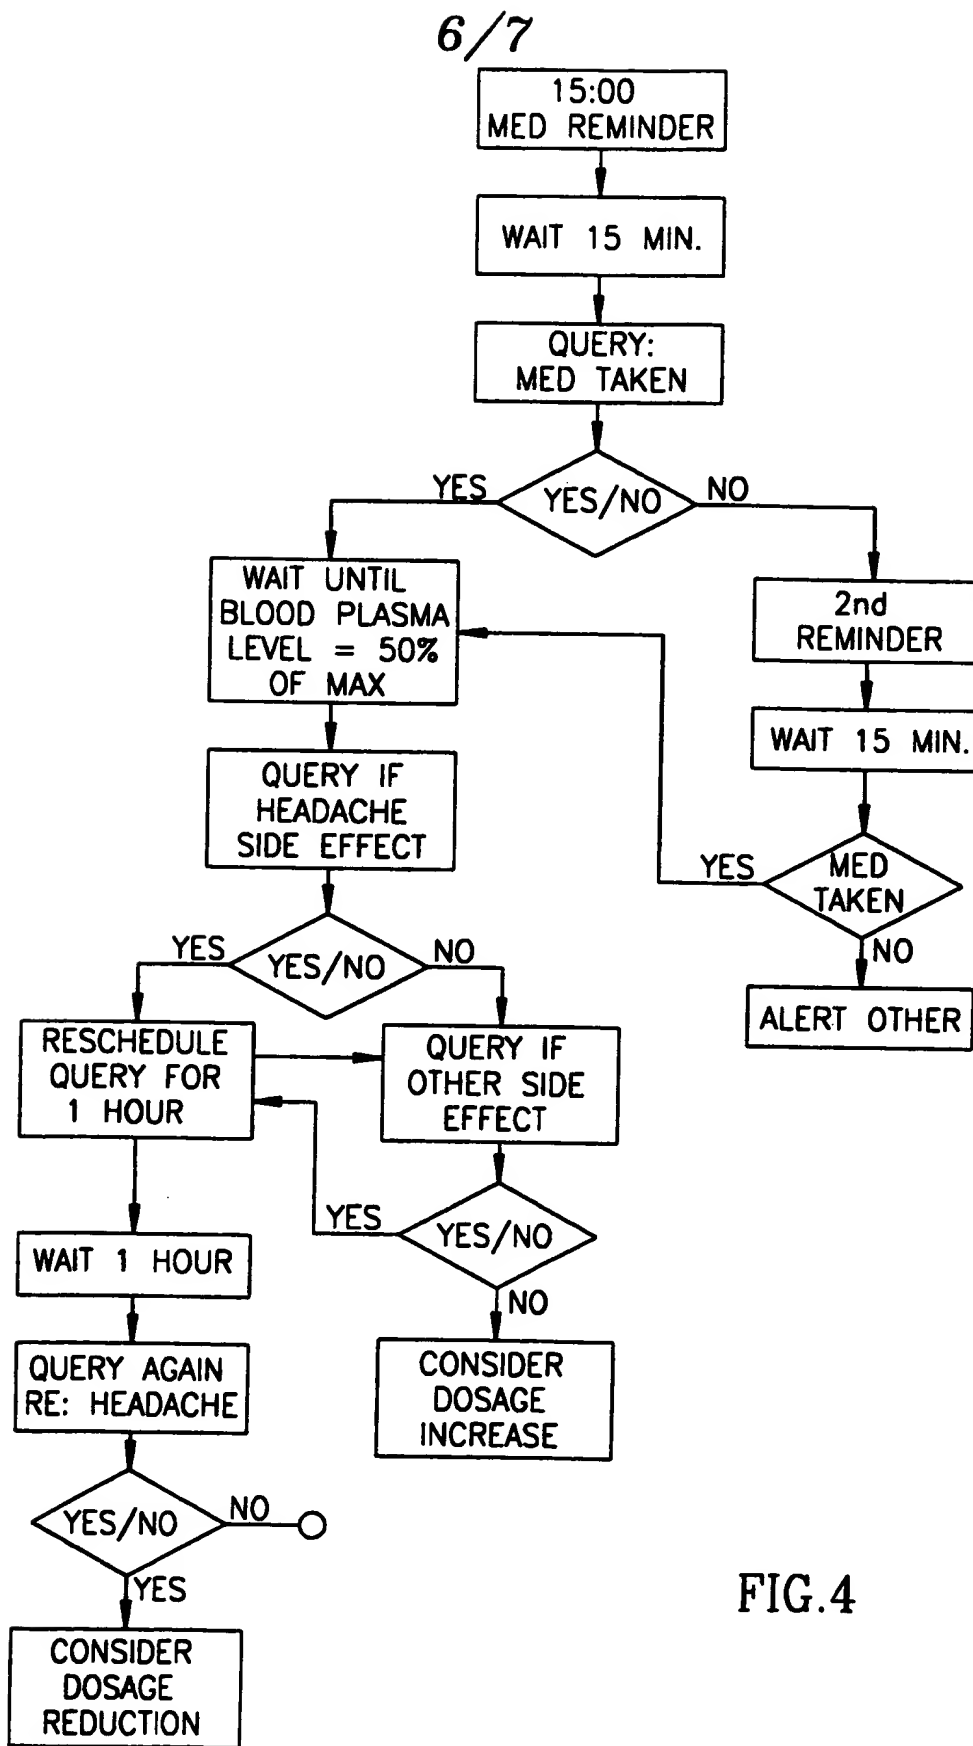 6/7
15:00
MED REMINDER
WAIT 15 MIN.
QUERY:
MED TAKEN
YES
YES/NO
NO
WAIT UNTIL
BLOOD PLASMA
LEVEL = 50%
OF MAX
2nd
REMINDER
WAIT 15 MIN.
QUERY IF
HEADACHE
SIDE EFFECT
YES
MED
TAKEN
NO
ALERT OTHER
YES
YES/NO
NO
RESCHEDULE
QUERY FOR
1 HOUR
QUERY IF
OTHER SIDE
EFFECT
YES
YES/NO
NO
WAIT 1 HOUR
CONSIDER
DOSAGE
INCREASE
QUERY AGAIN
RE: HEADACHE
YES/NO
NO
YES
CONSIDER
DOSAGE
REDUCTION
FIG.4